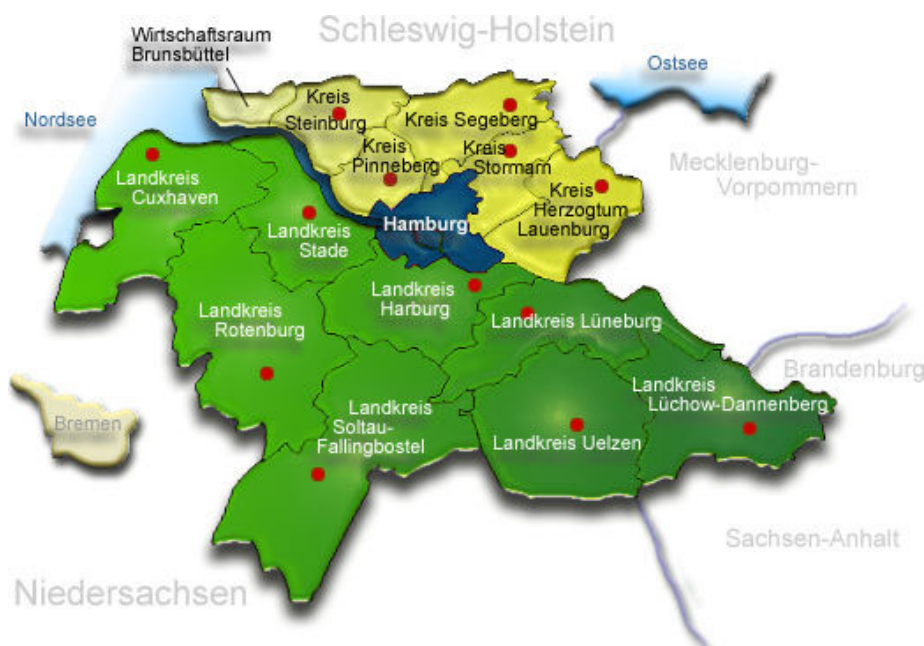 Schleswig-Holstein
Wirtschaftsraum
Brunsbüttel
Ostsee
Nordsee
Kreis
Steinburg
Kreis Segeberg
Kreis
Pinneberg
Kreis
Stormarn
Mecklenburg-
Vorpommern
Landkreis
Cuxhaven
Kreis
Herzogtum
Lauenburg
Hamburg
Landkreis
Stade
Landkreis
Harburg
Landkreis
Rotenburg
Landkreis Lüneburg
Brandenburg
Landkreis
Lüchow-Dannenberg
Bremen
Landkreis
Soltau-
Fallingbostel
Landkreis Uelzen
Sachsen-Anhalt
Niedersachsen